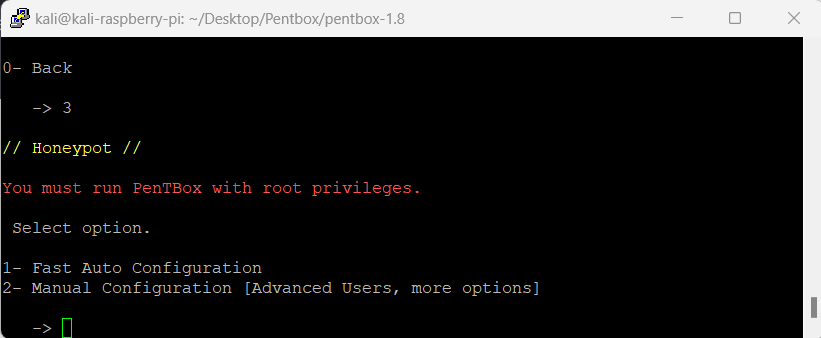 kali@kali-raspberry-pi: ~/Desktop/Pentbox/pentbox-1.8
0- Back
-> 3
// Honeypot //
You must run PenTBox with root privileges.
Select option.
1- Fast Auto Configuration
2- Manual Configuration [Advanced Users, more options]
->